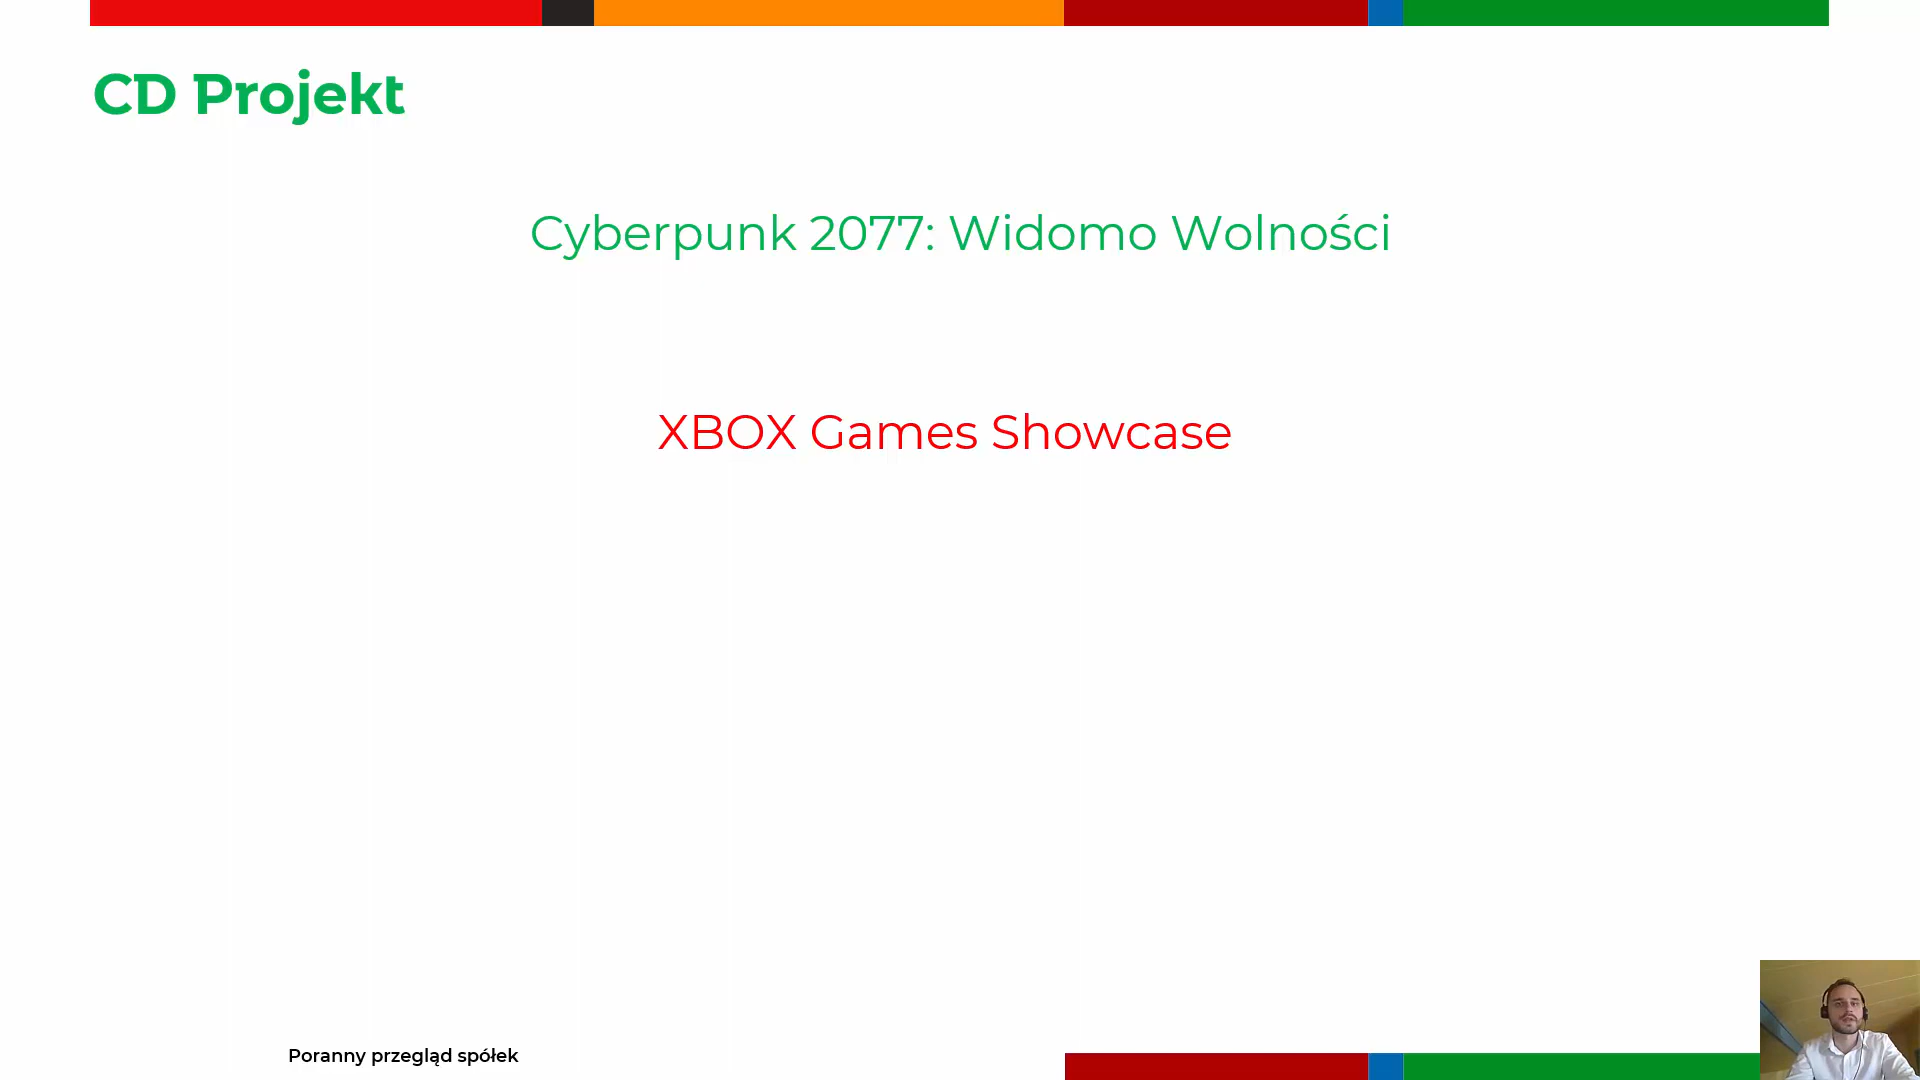 CD Projekt
Cyberpunk 2077: Widomo Wolności
XBOX Games Showcase
Poranny przegląd spółek